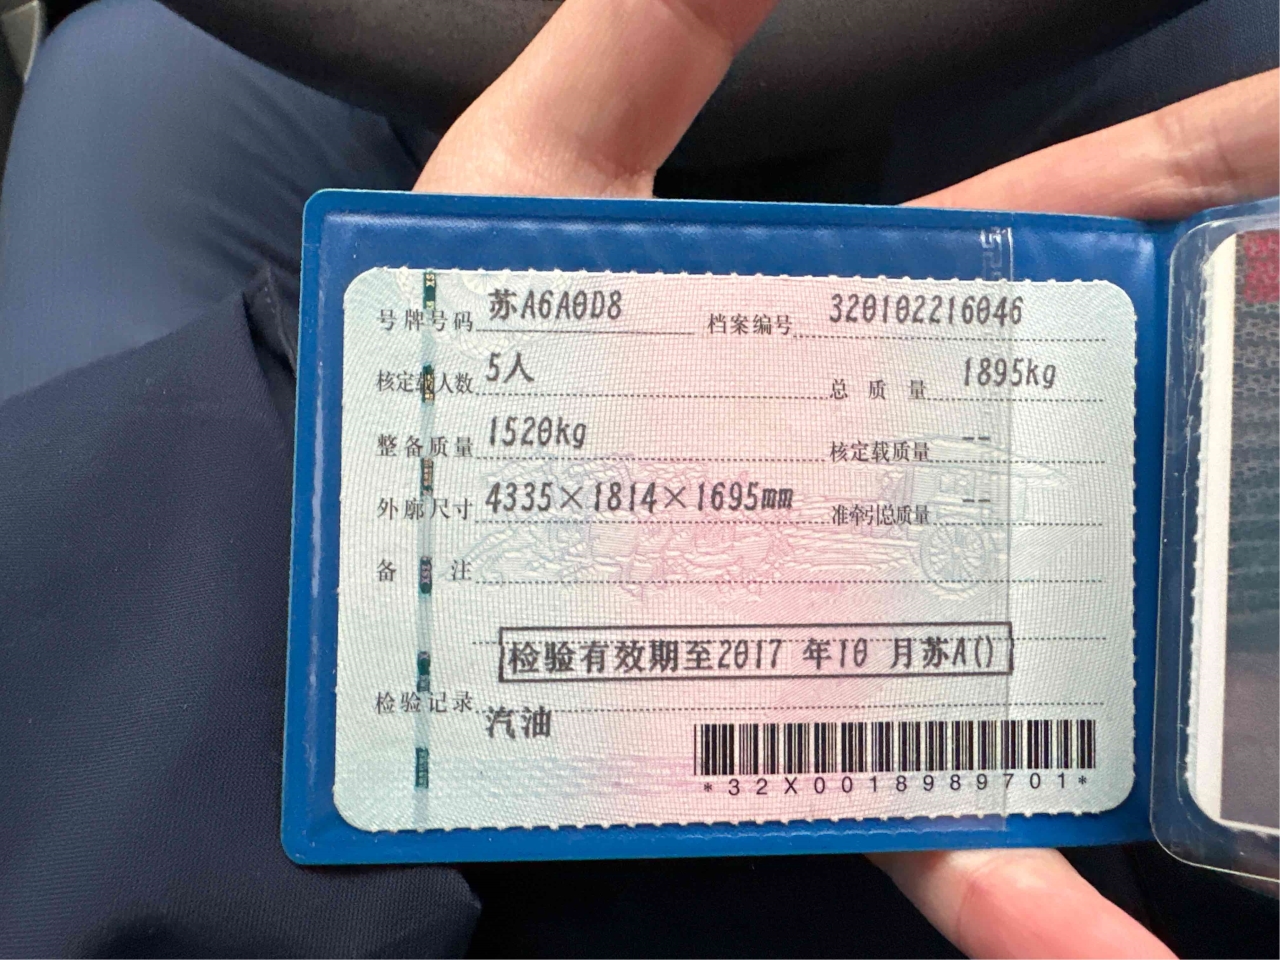 号牌号码 苏A6A0D8 档案编号 320102216046
核定载人数 5人 总质量 1895kg
整备质量 1520kg 核定载质量 --
外廓尺寸 4335×1814×1695mm 准牵引总质量 --
备注
检验有效期至2017 年10 月苏A()
检验记录
汽油
*32X0018989701*